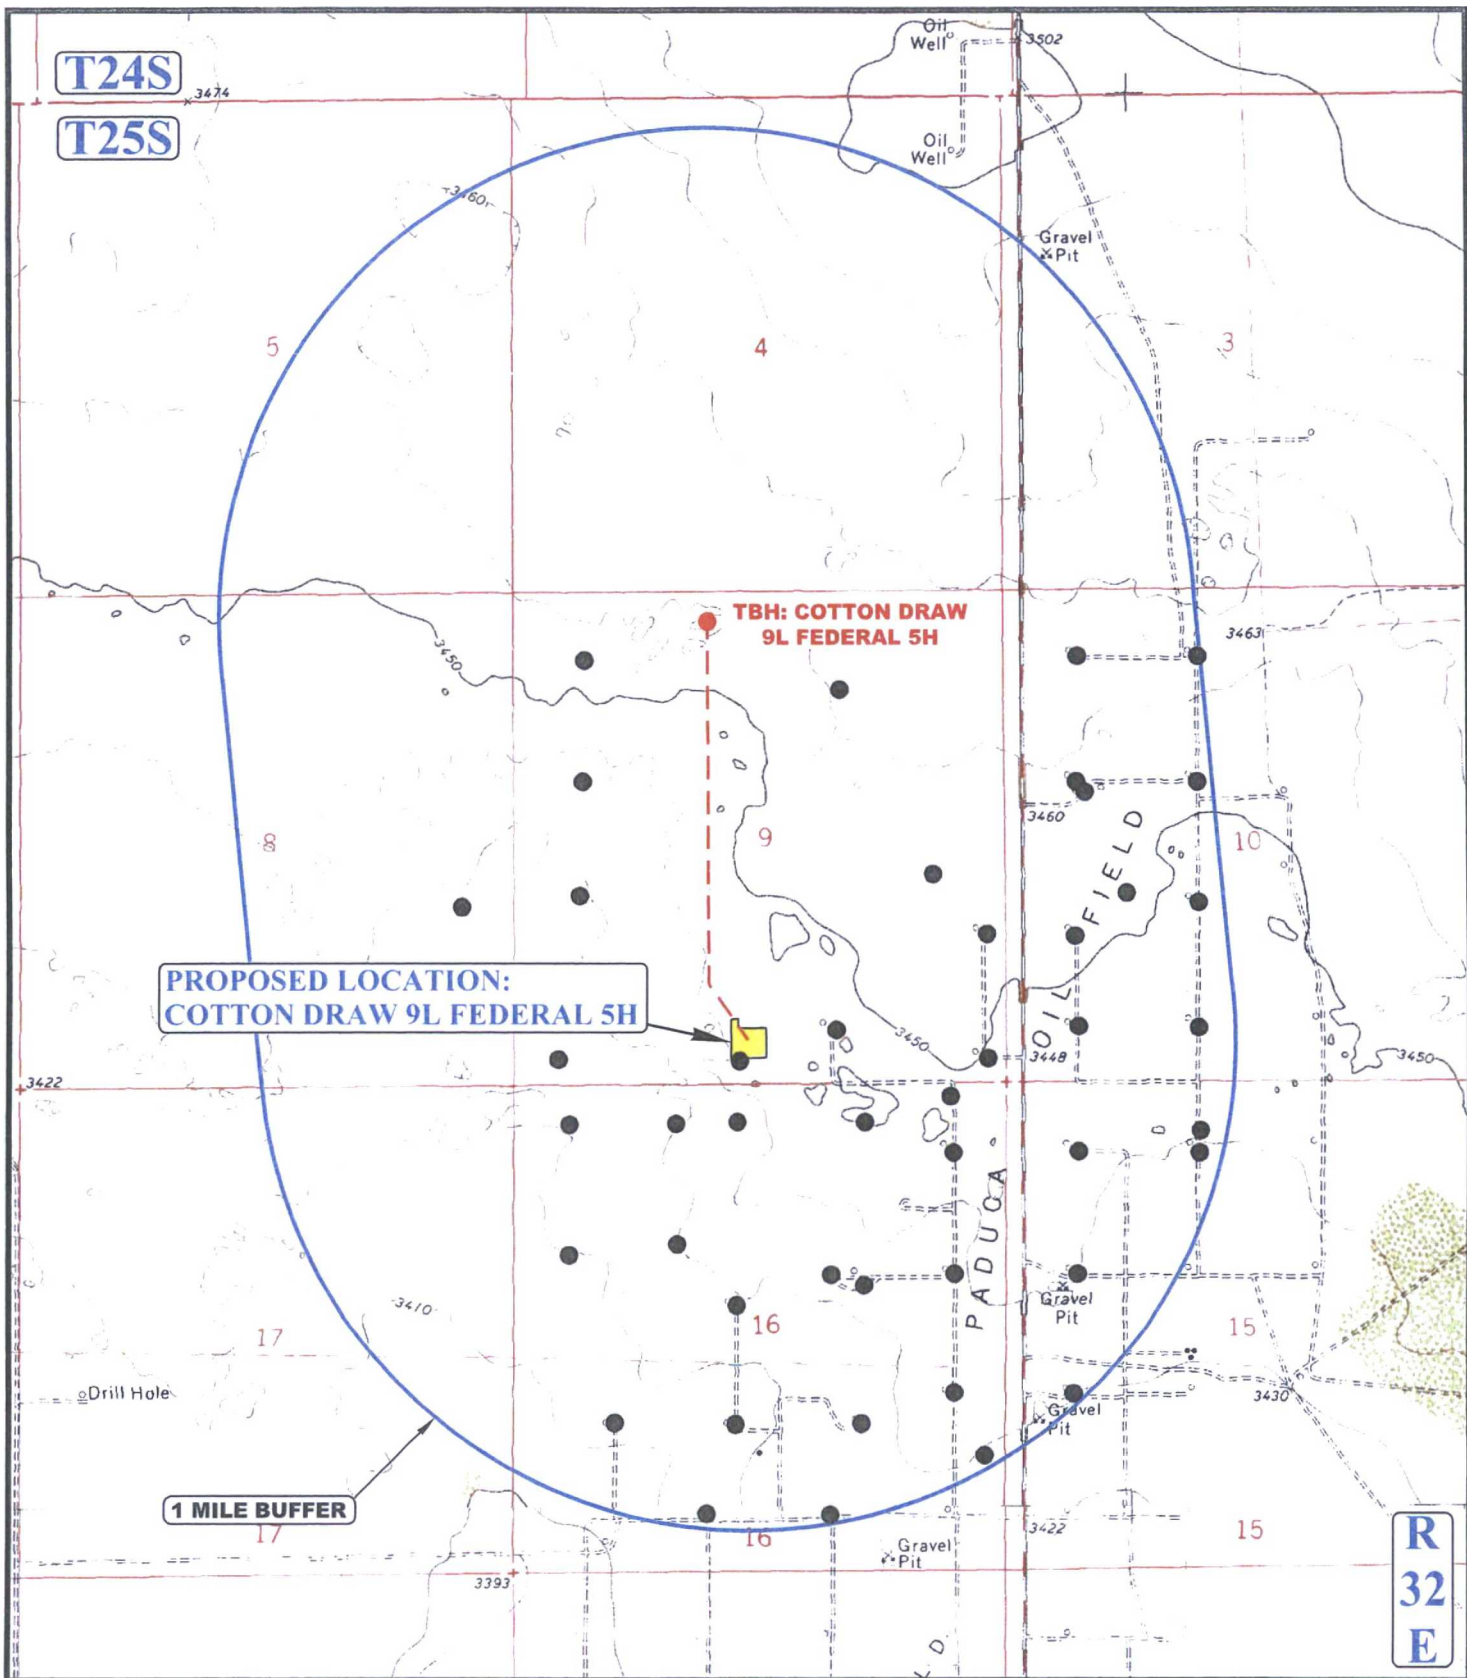 T24S
3474
T25S
Oil
Well
3502
Oil
Well
3460
Gravel
Pit
5
4
3
TBH: COTTON DRAW
9L FEDERAL 5H
3463
3450
3460
8
9
10
OIL FIELD
PROPOSED LOCATION:
COTTON DRAW 9L FEDERAL 5H
3450
3448
3450
3422
PADUCA
Gravel
Pit
3410
17
16
15
Drill Hole
3430
Gravel
Pit
1 MILE BUFFER
17
16
15
3422
Gravel
Pit
3393
R
32
E
L D